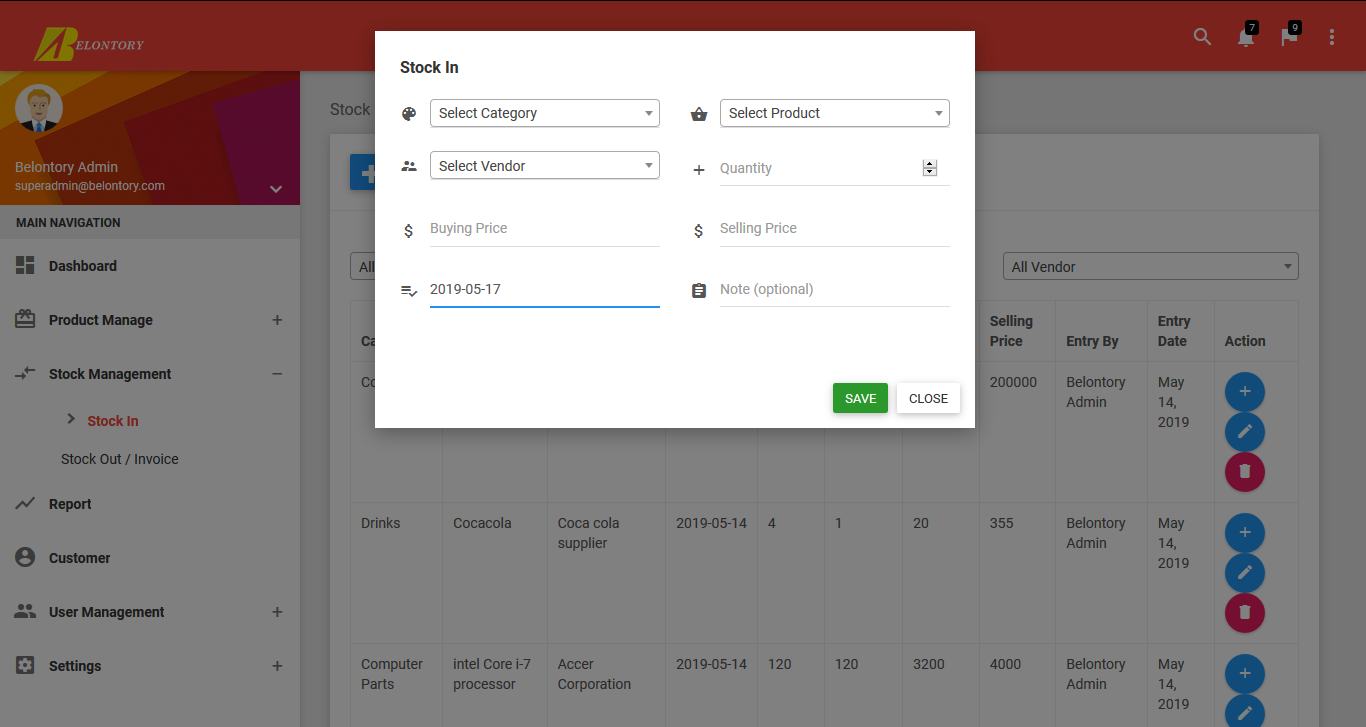 BELONTORY
7
9
Belontory Admin
superadmin@belontory.com
MAIN NAVIGATION
Dashboard
Product Manage
Stock Management
Stock In
Stock Out / Invoice
Report
Customer
User Management
Settings
Stock
Stock In
Select Category
Select Product
Select Vendor
Quantity
$ Buying Price
$ Selling Price
2019-05-17
Note (optional)
SAVE
CLOSE
All
All Vendor
Ca
Selling
Price
Entry By
Entry
Date
Action
Co
200000
Belontory
Admin
May
14,
2019
Drinks
Cocacola
Coca cola
supplier
2019-05-14
4
1
20
355
Belontory
Admin
May
14,
2019
Computer
Parts
intel Core i-7
processor
Accer
Corporation
2019-05-14
120
120
3200
4000
Belontory
Admin
May
14,
2019